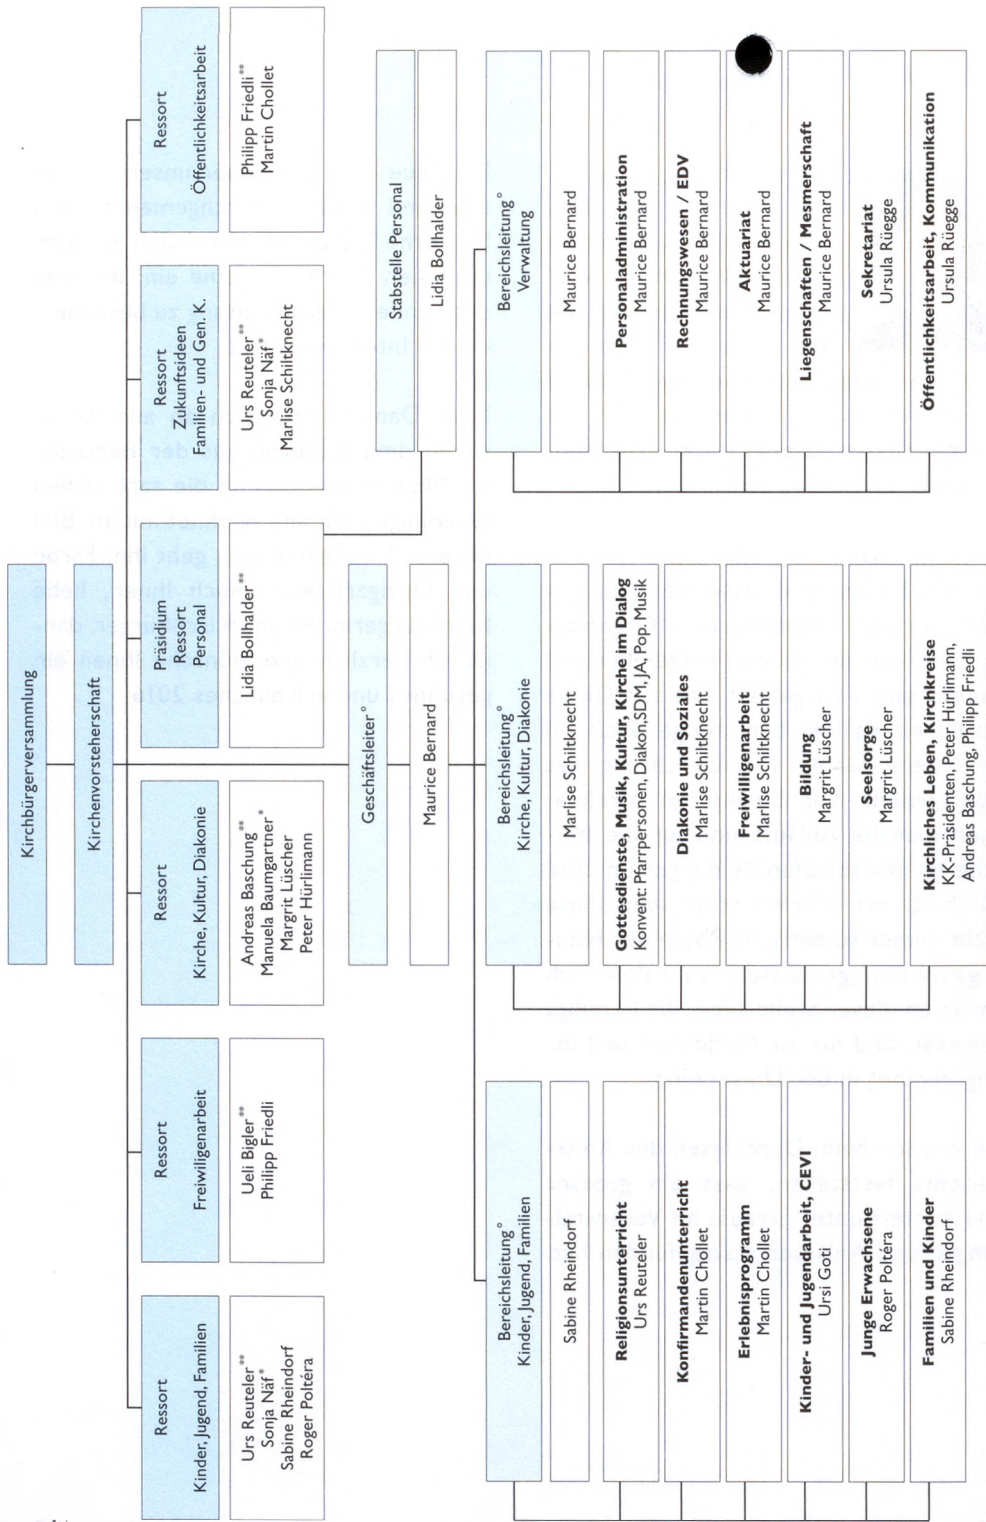 Kirchbürgerversammlung
Kirchenvorsteherschaft
Ressort
Kinder, Jugend, Familien
Urs Reuteler**
Sonja Näf*
Sabine Rheindorf
Roger Poltéra
Ressort
Freiwiligenarbeit
Ueli Bigler**
Philipp Friedli
Ressort
Kirche, Kultur, Diakonie
Andreas Baschung**
Manuela Baumgartner*
Margrit Lüscher
Peter Hürlimann
Präsidium
Ressort
Personal
Lidia Bollhalder**
Ressort
Zukunftsideen
Familien- und Gen. K.
Urs Reuteler**
Sonja Näf*
Marlise Schiltknecht
Ressort
Öffentlichkeitsarbeit
Philipp Friedli**
Martin Chollet
Geschäftsleiter°
Maurice Bernard
Stabstelle Personal
Lidia Bollhalder
Bereichsleitung°
Kinder, Jugend, Familien
Sabine Rheindorf
Religionsunterricht
Urs Reuteler
Konfirmandenunterricht
Martin Chollet
Erlebnisprogramm
Martin Chollet
Kinder- und Jugendarbeit, CEVI
Ursi Goti
Junge Erwachsene
Roger Poltéra
Familien und Kinder
Sabine Rheindorf
Bereichsleitung°
Kirche, Kultur, Diakonie
Marlise Schiltknecht
Gottesdienste, Musik, Kultur, Kirche im Dialog
Konvent: Pfarrpersonen, Diakon, SDM, JA, Pop. Musik
Diakonie und Soziales
Marlise Schiltknecht
Freiwilligenarbeit
Marlise Schiltknecht
Bildung
Margrit Lüscher
Seelsorge
Margrit Lüscher
Kirchliches Leben, Kirchkreise
KK-Präsidenten, Peter Hürlimann,
Andreas Baschung, Philipp Friedli
Bereichsleitung°
Verwaltung
Maurice Bernard
Personaladministration
Maurice Bernard
Rechnungswesen / EDV
Maurice Bernard
Aktuariat
Maurice Bernard
Liegenschaften / Mesmerschaft
Maurice Bernard
Sekretariat
Ursula Rüegge
Öffentlichkeitsarbeit, Kommunikation
Ursula Rüegge